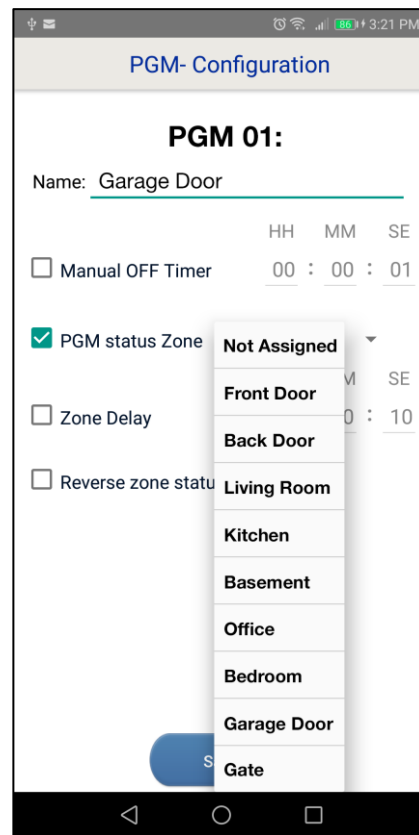 86 3:21 PM
PGM- Configuration
PGM 01:
Name: Garage Door
HH MM SE
Manual OFF Timer 00 : 00 : 01
PGM status Zone
Not Assigned
SE
Front Door
Zone Delay : 10
Back Door
Reverse zone statu
Living Room
Kitchen
Basement
Office
Bedroom
Garage Door
Gate